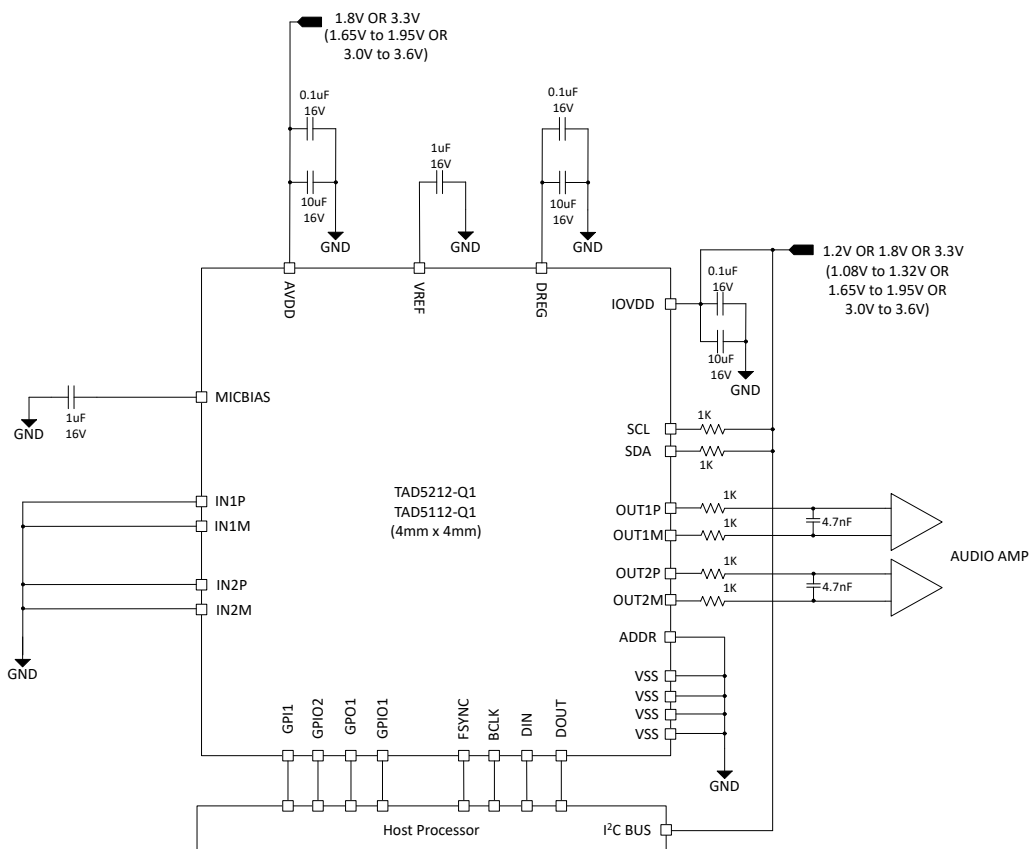 1.8V OR 3.3V
(1.65V to 1.95V OR
3.0V to 3.6V)
0.1uF
16V
10uF
16V
GND
1uF
16V
GND
0.1uF
16V
10uF
16V
GND
1.2V OR 1.8V OR 3.3V
(1.08V to 1.32V OR
1.65V to 1.95V OR
3.0V to 3.6V)
0.1uF
16V
10uF
16V
GND
AVDD
VREF
DREG
IOVDD
MICBIAS
1uF
16V
GND
SCL
1K
SDA
1K
IN1P
IN1M
IN2P
IN2M
GND
TAD5212-Q1
TAD5112-Q1
(4mm x 4mm)
OUT1P
1K
OUT1M
1K
4.7nF
OUT2P
1K
OUT2M
1K
4.7nF
AUDIO AMP
ADDR
VSS
VSS
VSS
VSS
GND
GPI1
GPIO2
GPO1
GPIO1
FSYNC
BCLK
DIN
DOUT
Host Processor
I²C BUS